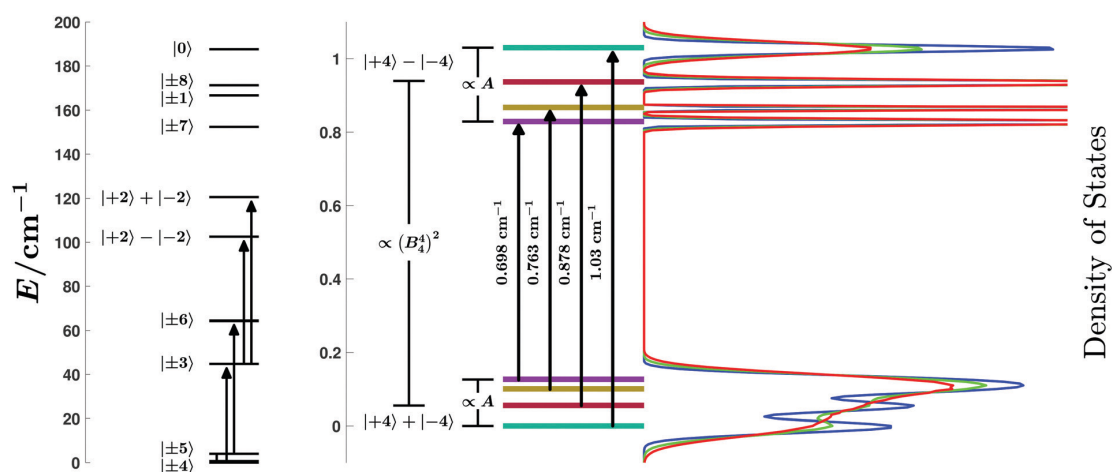 E/cm⁻¹
200
180
160
140
120
100
80
60
40
20
0
|0⟩
|±8⟩
|±1⟩
|±7⟩
|+2⟩ + |−2⟩
|+2⟩ − |−2⟩
|±6⟩
|±3⟩
|±5⟩
|±4⟩
1
0.8
0.6
0.4
0.2
0
|+4⟩ − |−4⟩
∝ A
∝ (B₄⁴)²
∝ A
|+4⟩ + |−4⟩
0.698 cm⁻¹
0.763 cm⁻¹
0.878 cm⁻¹
1.03 cm⁻¹
Density of States